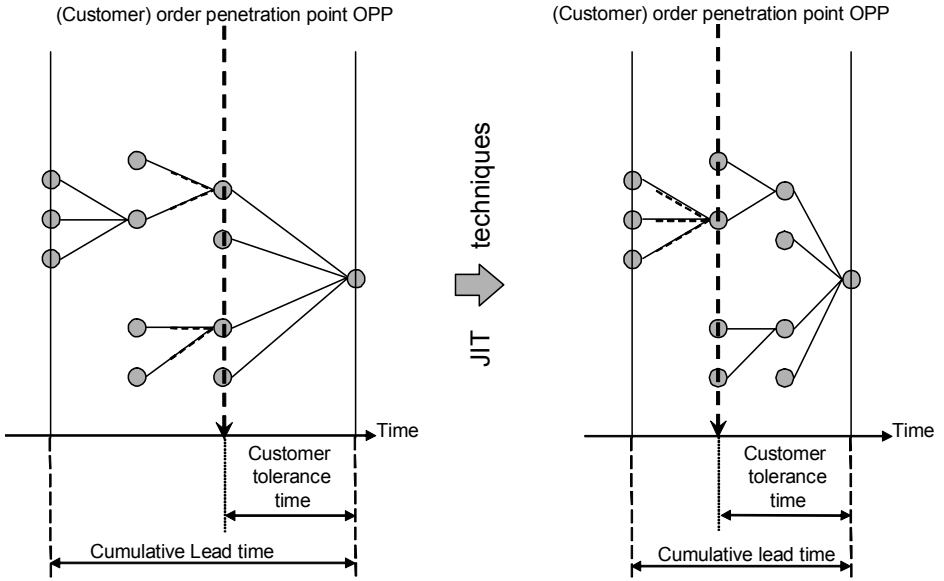 (Customer) order penetration point OPP
Time
Customer
tolerance
time
Cumulative Lead time
JIT techniques
(Customer) order penetration point OPP
Time
Customer
tolerance
time
Cumulative lead time